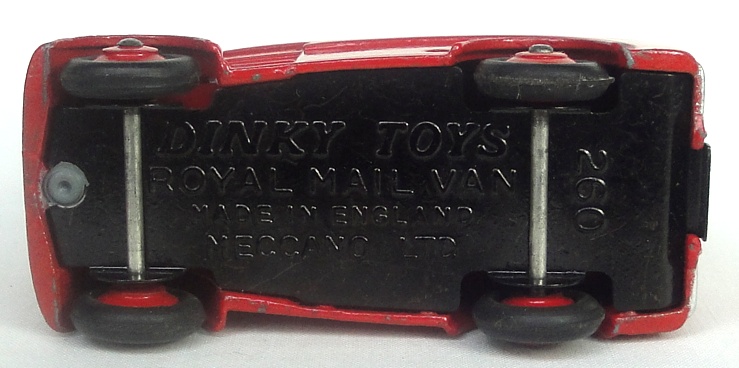 DINKY TOYS
ROYAL MAIL VAN
MADE IN ENGLAND
MECCANO LTD
260